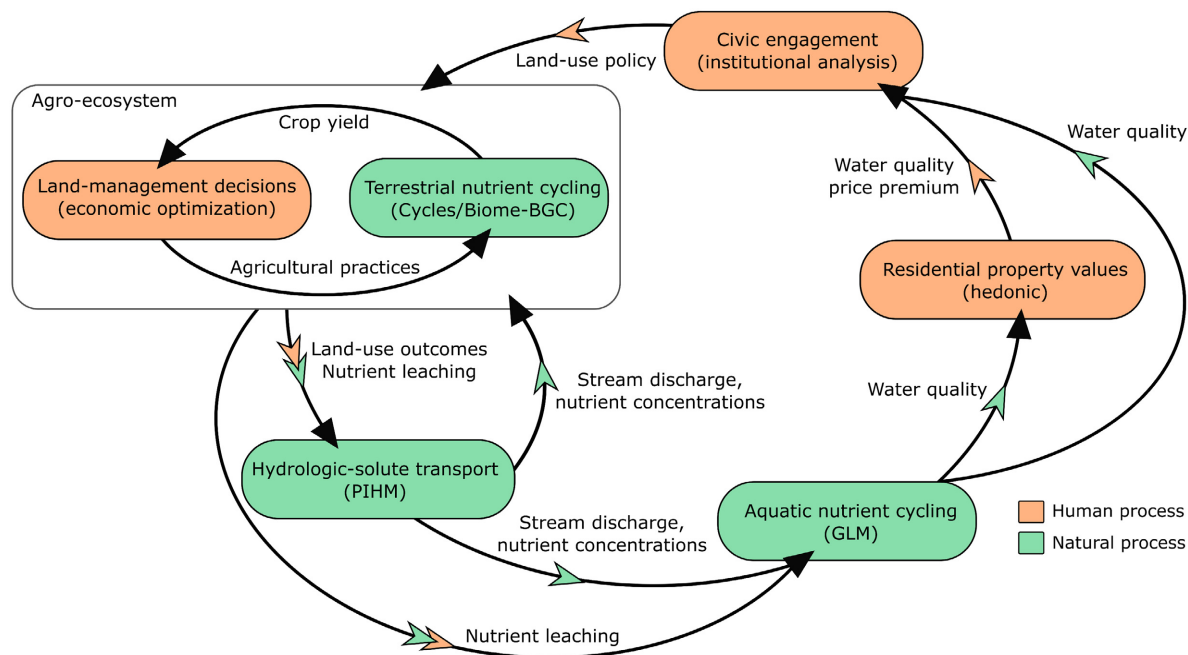 Civic engagement
(institutional analysis)
Land-use policy
Agro-ecosystem
Crop yield
Land-management decisions
(economic optimization)
Terrestrial nutrient cycling
(Cycles/Biome-BGC)
Agricultural practices
Water quality
Water quality
price premium
Residential property values
(hedonic)
Land-use outcomes
Nutrient leaching
Stream discharge,
nutrient concentrations
Water quality
Hydrologic-solute transport
(PIHM)
Stream discharge,
nutrient concentrations
Aquatic nutrient cycling
(GLM)
Human process
Natural process
Nutrient leaching